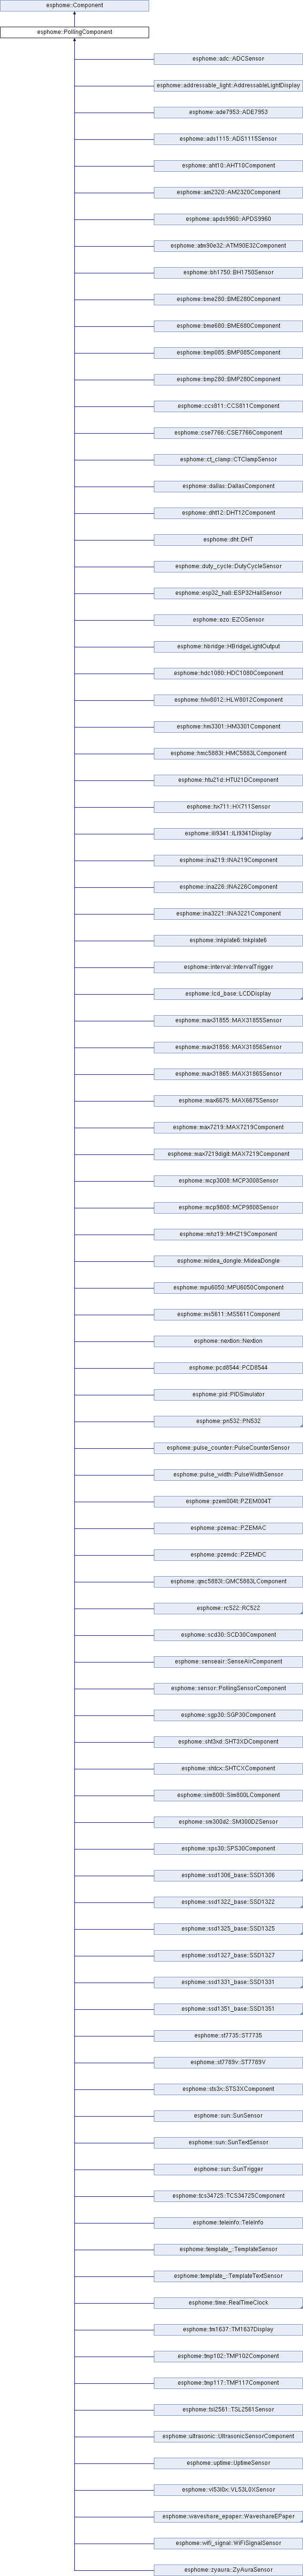 esphome::Component
esphome::PollingComponent
esphome::adc::ADCSensor
esphome::addressable_light::AddressableLightDisplay
esphome::ade7953::ADE7953
esphome::ads1115::ADS1115Sensor
esphome::aht10::AHT10Component
esphome::am2320::AM2320Component
esphome::apds9960::APDS9960
esphome::atm90e32::ATM90E32Component
esphome::bh1750::BH1750Sensor
esphome::bme280::BME280Component
esphome::bme680::BME680Component
esphome::bmp085::BMP085Component
esphome::bmp280::BMP280Component
esphome::ccs811::CCS811Component
esphome::cse7766::CSE7766Component
esphome::ct_clamp::CTClampSensor
esphome::dallas::DallasComponent
esphome::dht12::DHT12Component
esphome::dht::DHT
esphome::duty_cycle::DutyCycleSensor
esphome::esp32_hall::ESP32HallSensor
esphome::ezo::EZOSensor
esphome::hbridge::HBridgeLightOutput
esphome::hdc1080::HDC1080Component
esphome::hlw8012::HLW8012Component
esphome::hm3301::HM3301Component
esphome::hmc5883l::HMC5883LComponent
esphome::htu21d::HTU21DComponent
esphome::hx711::HX711Sensor
esphome::ili9341::ILI9341Display
esphome::ina219::INA219Component
esphome::ina226::INA226Component
esphome::ina3221::INA3221Component
esphome::inkplate6::Inkplate6
esphome::interval::IntervalTrigger
esphome::lcd_base::LCDDisplay
esphome::max31855::MAX31855Sensor
esphome::max31856::MAX31856Sensor
esphome::max31865::MAX31865Sensor
esphome::max6675::MAX6675Sensor
esphome::max7219::MAX7219Component
esphome::max7219digit::MAX7219Component
esphome::mcp3008::MCP3008Sensor
esphome::mcp9808::MCP9808Sensor
esphome::mhz19::MHZ19Component
esphome::midea_dongle::MideaDongle
esphome::mpu6050::MPU6050Component
esphome::ms5611::MS5611Component
esphome::nextion::Nextion
esphome::pcd8544::PCD8544
esphome::pid::PIDSimulator
esphome::pn532::PN532
esphome::pulse_counter::PulseCounterSensor
esphome::pulse_width::PulseWidthSensor
esphome::pzem004t::PZEM004T
esphome::pzemac::PZEMAC
esphome::pzemdc::PZEMDC
esphome::qmc5883l::QMC5883LComponent
esphome::rc522::RC522
esphome::scd30::SCD30Component
esphome::senseair::SenseAirComponent
esphome::sensor::PollingSensorComponent
esphome::sgp30::SGP30Component
esphome::sht3xd::SHT3XDComponent
esphome::shtcx::SHTCXComponent
esphome::sim800l::Sim800LComponent
esphome::sm300d2::SM300D2Sensor
esphome::sps30::SPS30Component
esphome::ssd1306_base::SSD1306
esphome::ssd1322_base::SSD1322
esphome::ssd1325_base::SSD1325
esphome::ssd1327_base::SSD1327
esphome::ssd1331_base::SSD1331
esphome::ssd1351_base::SSD1351
esphome::st7735::ST7735
esphome::st7789v::ST7789V
esphome::sts3x::STS3XComponent
esphome::sun::SunSensor
esphome::sun::SunTextSensor
esphome::sun::SunTrigger
esphome::tcs34725::TCS34725Component
esphome::teleinfo::TeleInfo
esphome::template_::TemplateSensor
esphome::template_::TemplateTextSensor
esphome::time::RealTimeClock
esphome::tm1637::TM1637Display
esphome::tmp102::TMP102Component
esphome::tmp117::TMP117Component
esphome::tsl2561::TSL2561Sensor
esphome::ultrasonic::UltrasonicSensorComponent
esphome::uptime::UptimeSensor
esphome::vl53l0x::VL53L0XSensor
esphome::waveshare_epaper::WaveshareEPaper
esphome::wifi_signal::WiFiSignalSensor
esphome::zyaura::ZyAuraSensor